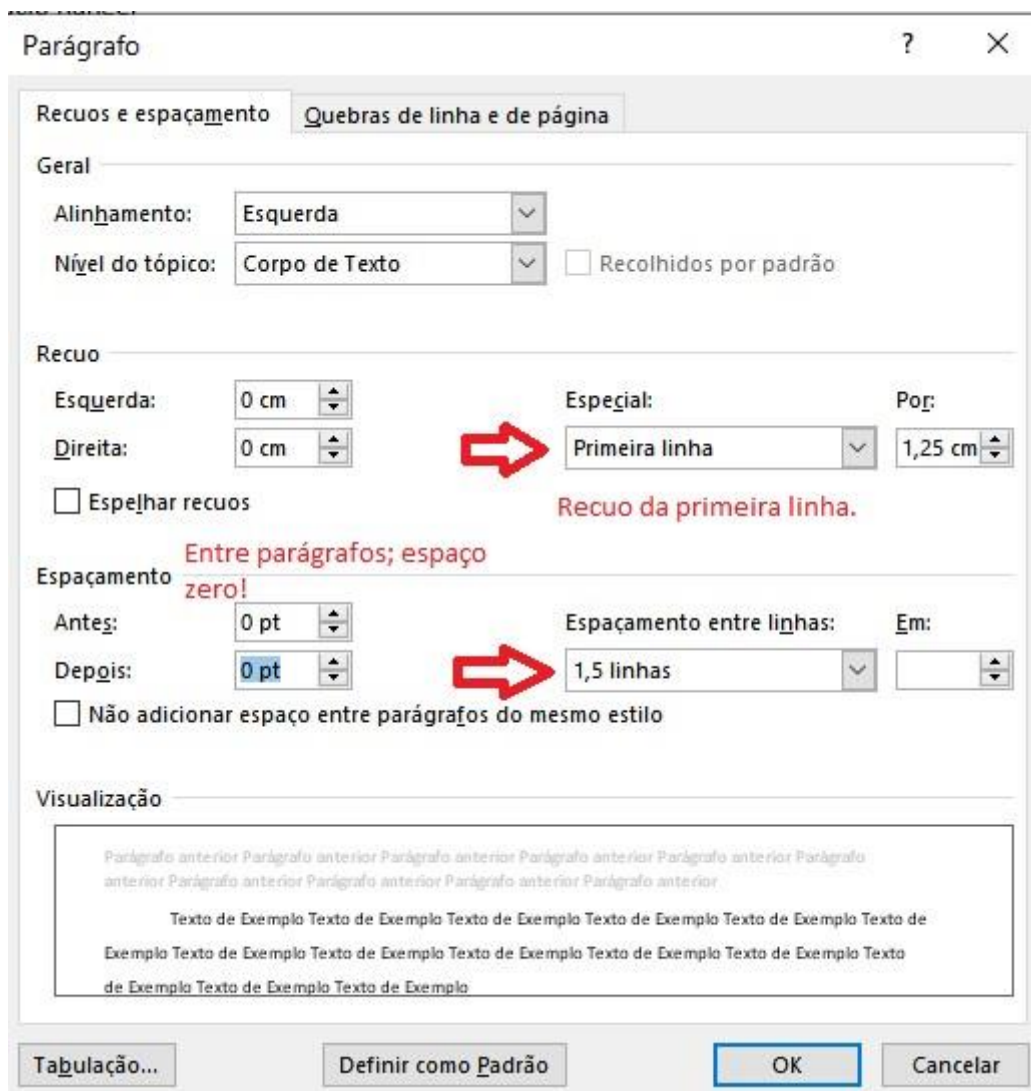 Parágrafo ?
Recuos e espaçamento Quebras de linha e de página
Geral
Alinhamento: Esquerda
Nível do tópico: Corpo de Texto Recolhidos por padrão
Recuo
Esquerda: 0 cm Especial: Por:
Direita: 0 cm Primeira linha 1,25 cm
Espelhar recuos Recuo da primeira linha.
Entre parágrafos; espaço
Espaçamento zero!
Antes: 0 pt Espaçamento entre linhas: Em:
Depois: 0 pt 1,5 linhas
Não adicionar espaço entre parágrafos do mesmo estilo
Visualização
Parágrafo anterior Parágrafo anterior Parágrafo anterior Parágrafo anterior Parágrafo anterior Parágrafo
anterior Parágrafo anterior Parágrafo anterior Parágrafo anterior Parágrafo anterior
Texto de Exemplo Texto de Exemplo Texto de Exemplo Texto de Exemplo Texto de Exemplo Texto de
Exemplo Texto de Exemplo Texto de Exemplo Texto de Exemplo Texto de Exemplo Texto de Exemplo Texto
de Exemplo Texto de Exemplo Texto de Exemplo
Tabulação... Definir como Padrão OK Cancelar